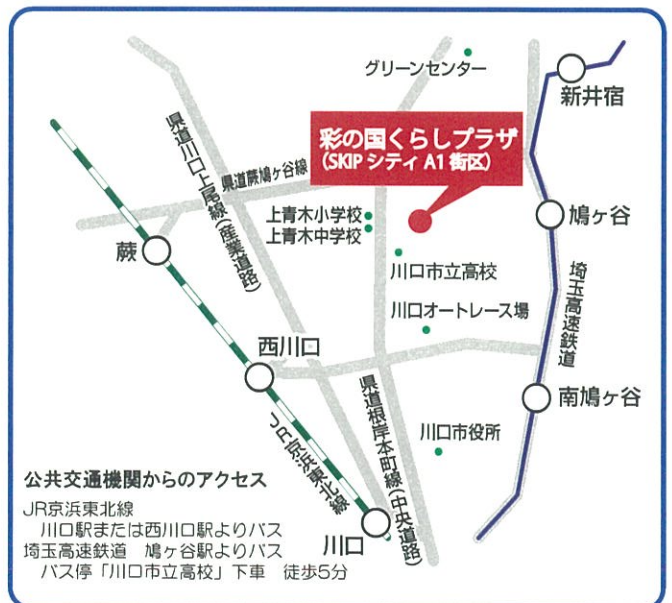 グリーンセンター
新井宿
彩の国くらしプラザ
(SKIPシティ A1 街区)
県道川口上尾線(産業道路)
県道蕨鳩ヶ谷線
上青木小学校
上青木中学校
鳩ヶ谷
蕨
川口市立高校
埼玉高速鉄道
川口オートレース場
西川口
県道根岸本町線(中央道路)
南鳩ヶ谷
JR京浜東北線
川口市役所
川口
公共交通機関からのアクセス
JR京浜東北線
川口駅または西川口駅よりバス
埼玉高速鉄道 鳩ヶ谷駅よりバス
バス停「川口市立高校」下車 徒歩5分